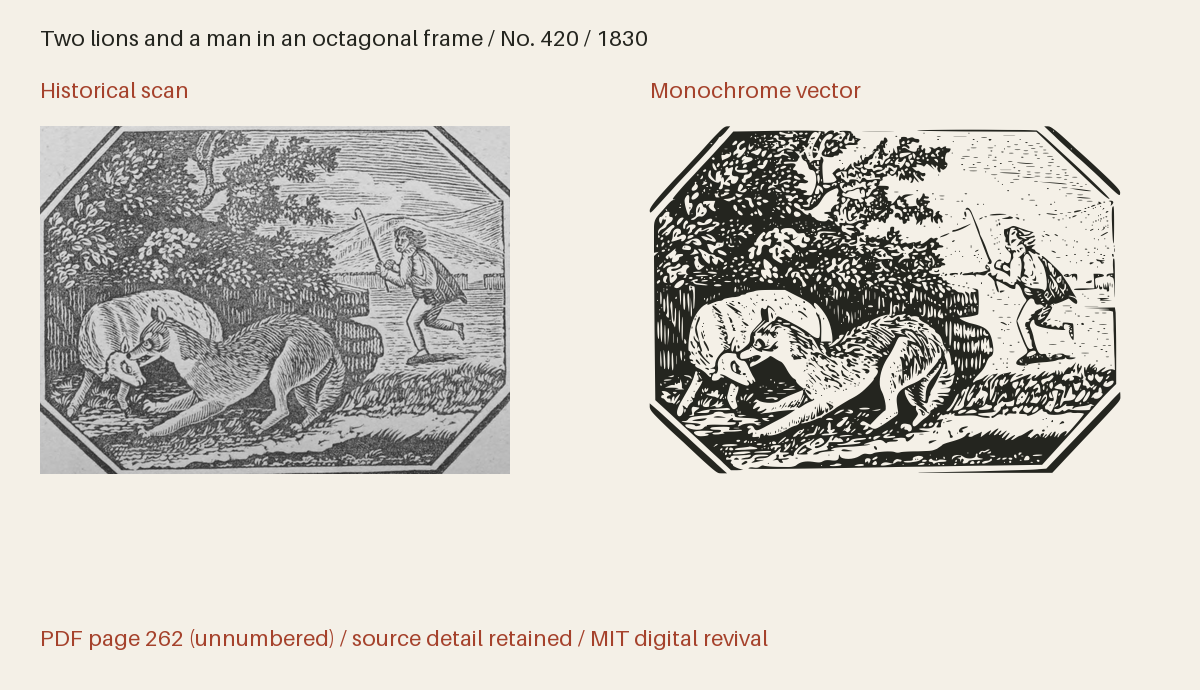 Two lions and a man in an octagonal frame / No. 420 / 1830
Historical scan
Monochrome vector
PDF page 262 (unnumbered) / source detail retained / MIT digital revival